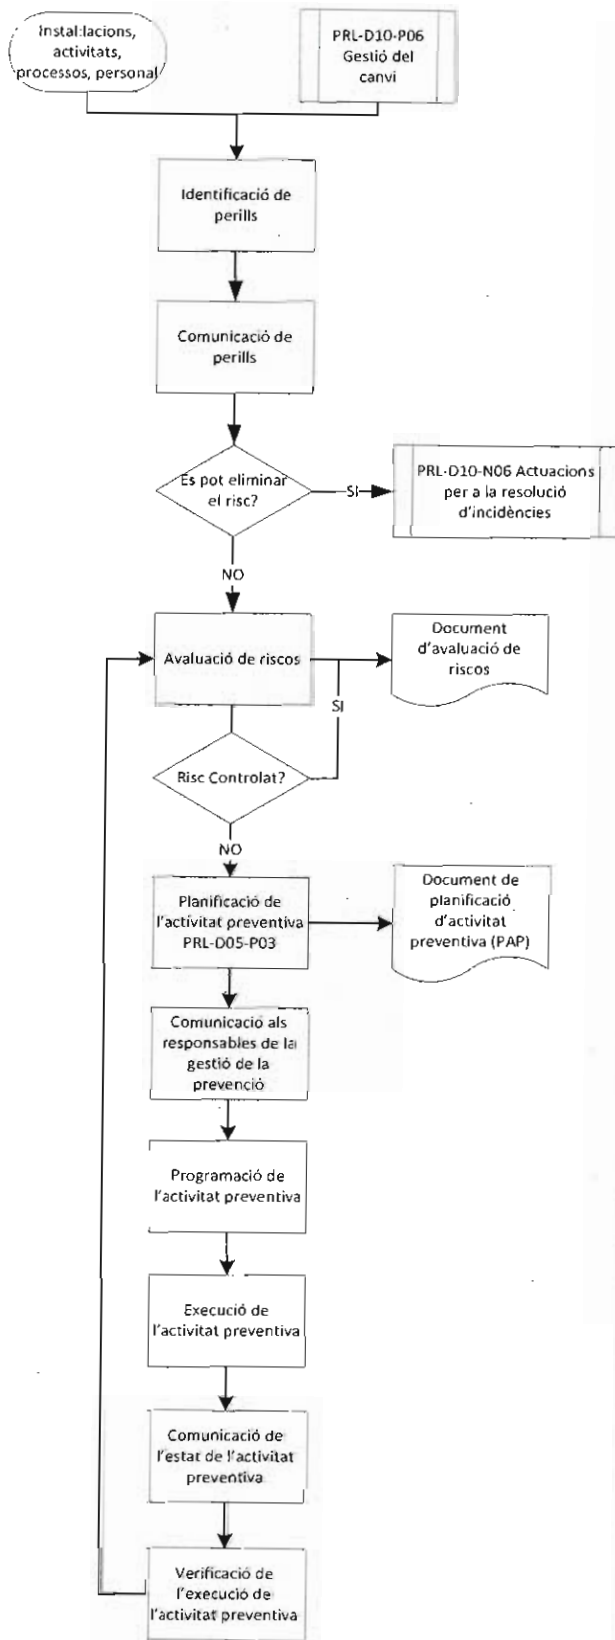 Instal·lacions,
activitats,
processos, personal
PRL-D10-P06
Gestió del
canvi
Identificació de
perills
Comunicació de
perills
Es pot eliminar
el risc?
SI
PRL-D10-N06 Actuacions
per a la resolució
d'incidències
NO
Avaluació de riscos
Document
d'avaluació de
riscos
SI
Risc Controlat?
NO
Planificació de
l'activitat preventiva
PRL-D05-P03
Document de
planificació
d'activitat
preventiva (PAP)
Comunicació als
responsables de la
gestió de la
prevenció
Programació de
l'activitat preventiva
Execució de
l'activitat preventiva
Comunicació de
l'estat de l'activitat
preventiva
Verificació de
l'execució de
l'activitat preventiva